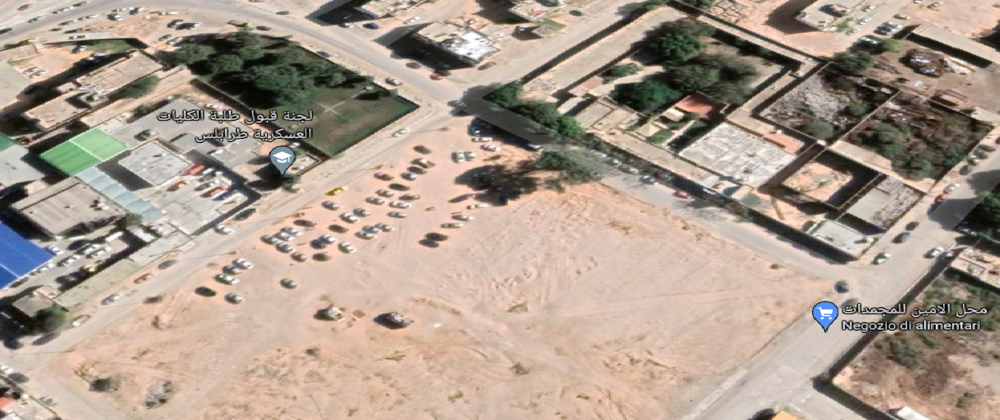 لجنة قبول طلبة الكليات
العسكرية طرابلس
محل الامين للمجمدات
Negozio di alimentari